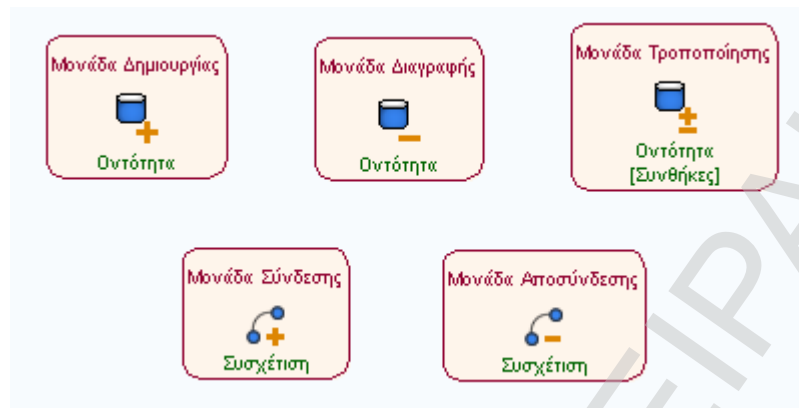 Μονάδα Δημιουργίας
Οντότητα
Μονάδα Διαγραφής
Οντότητα
Μονάδα Τροποποίησης
Οντότητα
[Συνθήκες]
Μονάδα Σύνδεσης
Συσχέτιση
Μονάδα Αποσύνδεσης
Συσχέτιση